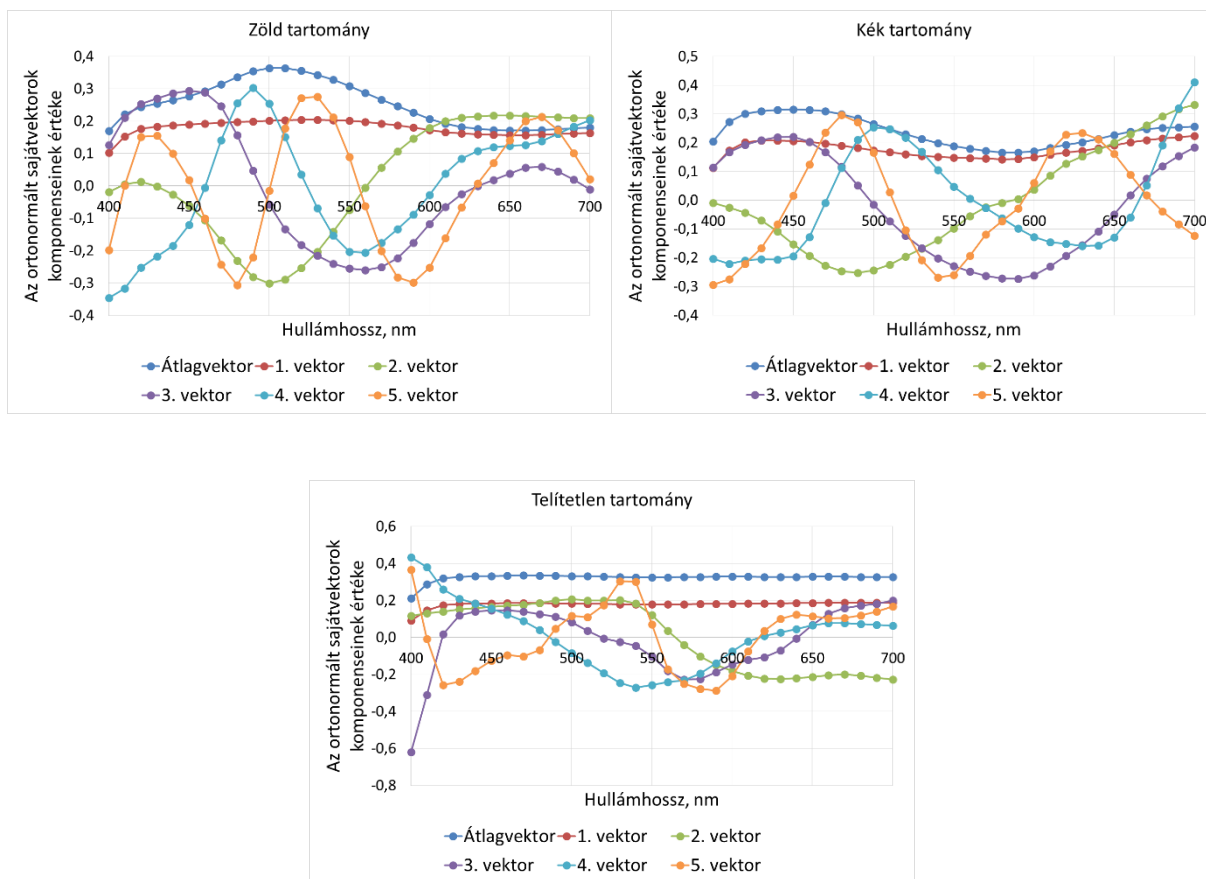 Zöld tartomány
0,4
0,3
0,2
0,1
0,0
-0,1
-0,2
-0,3
-0,4
400 450 500 550 600 650 700
Az ortonormált sajátvektorok
komponenseinek értéke
Hullámhossz, nm
Átlagvektor 1. vektor 2. vektor
3. vektor 4. vektor 5. vektor
Kék tartomány
0,5
0,4
0,3
0,2
0,1
0,0
-0,1
-0,2
-0,3
-0,4
400 450 500 550 600 650 700
Az ortonormált sajátvektorok
komponenseinek értéke
Hullámhossz, nm
Átlagvektor 1. vektor 2. vektor
3. vektor 4. vektor 5. vektor
Telítetlen tartomány
0,6
0,4
0,2
0,0
-0,2
-0,4
-0,6
-0,8
400 450 500 550 600 650 700
Az ortonormált sajátvektorok
komponenseinek értéke
Hullámhossz, nm
Átlagvektor 1. vektor 2. vektor
3. vektor 4. vektor 5. vektor